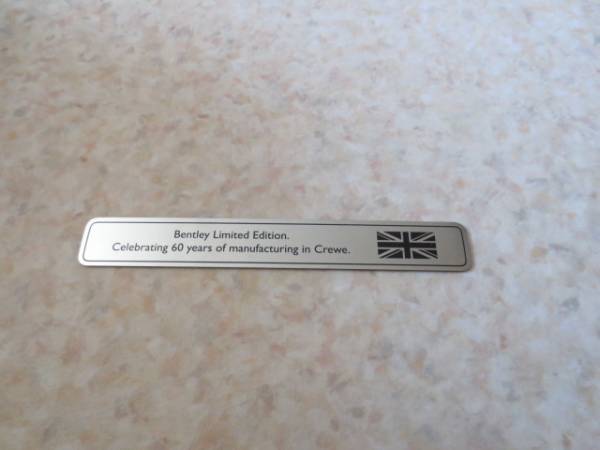 Bentley Limited Edition.
Celebrating 60 years of manufacturing in Crewe.